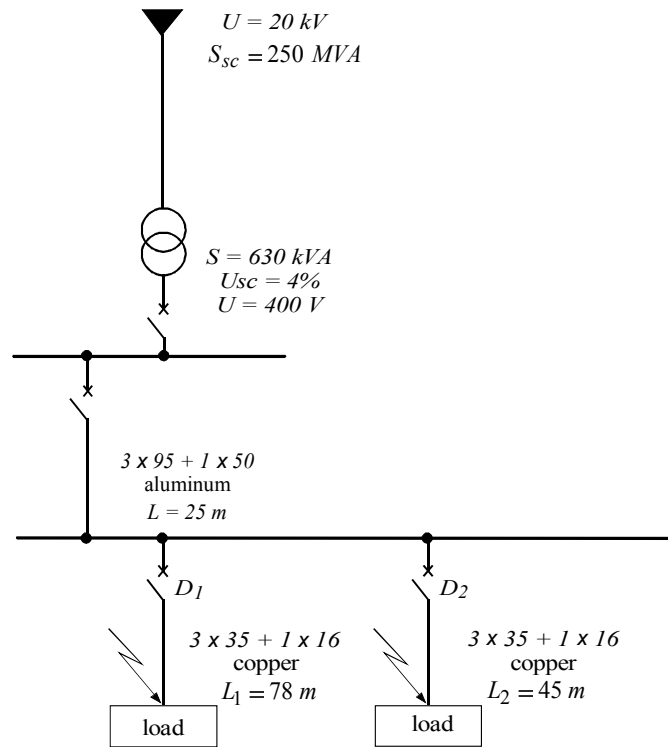 U = 20 kV
S_sc = 250 MVA
S = 630 kVA
Usc = 4%
U = 400 V
3 x 95 + 1 x 50
aluminum
L = 25 m
D₁
3 x 35 + 1 x 16
copper
L₁ = 78 m
load
D₂
3 x 35 + 1 x 16
copper
L₂ = 45 m
load